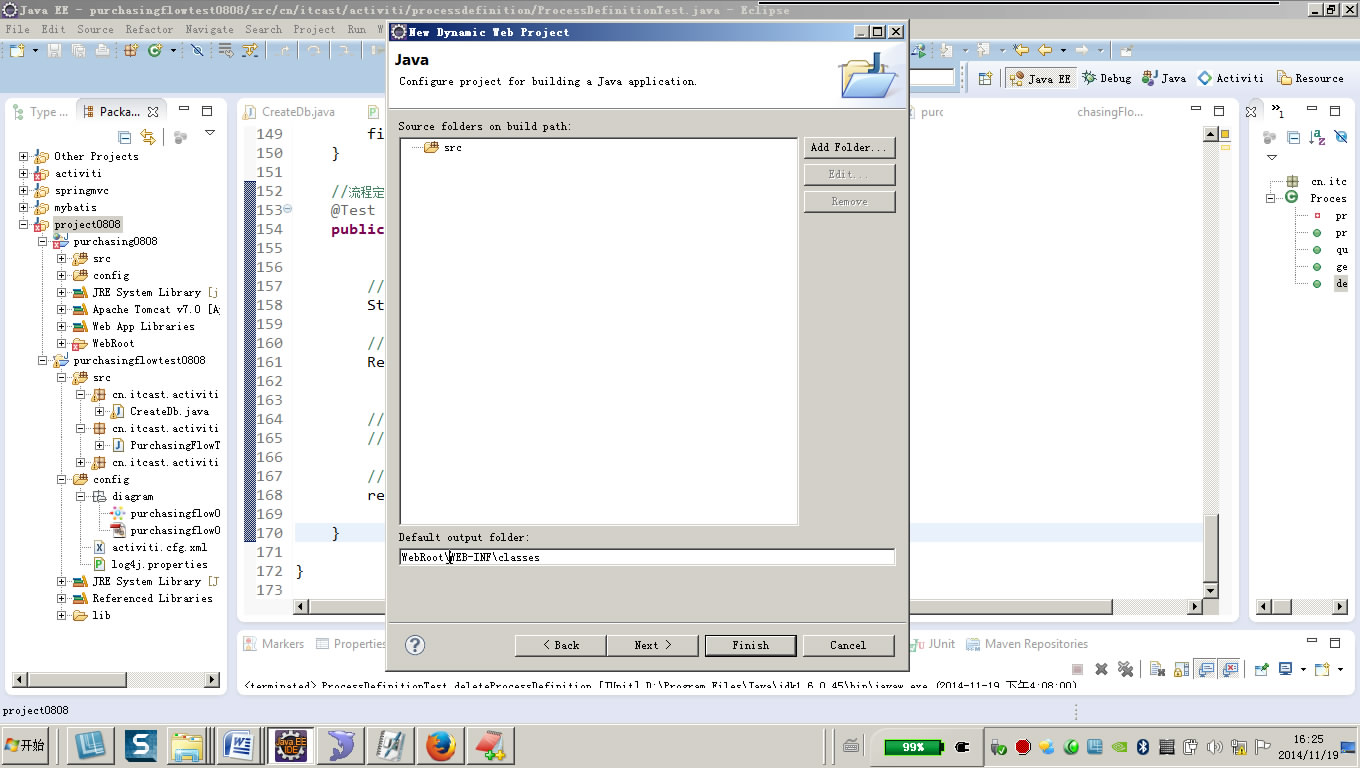 Java EE - purchasingflowtest0808/src/cn/itcast/activiti/processdefinition/ProcessDefinitionTest.java - Eclipse
File Edit Source Refactor Navigate Search Project Run W
Java EE Debug Java Activiti Resource
Type ... Packa...
Other Projects
activiti
springmvc
mybatis
project0808
purchasing0808
src
config
JRE System Library [j
Apache Tomcat v7.0 [A
Web App Libraries
WebRoot
purchasingflowtest0808
src
cn.itcast.activiti
CreateDb.java
cn.itcast.activiti
PurchasingFlowT
cn.itcast.activiti
config
diagram
purchasingflow0
purchasingflow0
activiti.cfg.xml
log4j.properties
JRE System Library [J
Referenced Libraries
lib
CreateDb.java
purc
chasingFlo...
149 fi
150 }
151
152 //流程定
153 @Test
154 public
155
156
157 //
158 St
159
160 //
161 Re
162
163
164 //
165 //
166
167 //
168 re
169
170 }
171
172 }
173
New Dynamic Web Project
Java
Configure project for building a Java application.
Source folders on build path:
src
Add Folder...
Edit...
Remove
Default output folder:
WebRoot\WEB-INF\classes
< Back
Next >
Finish
Cancel
1
cn.itc
Proces
pr
pr
qu
ge
de
Markers Properties JUnit Maven Repositories
<terminated> ProcessDefinitionTest.deleteProcessDefinition [JUnit] D:\Program Files\Java\jdk1.6.0_45\bin\javaw.exe (2014-11-19 下午4:08:00)
project0808
开始
99%
16:25
2014/11/19